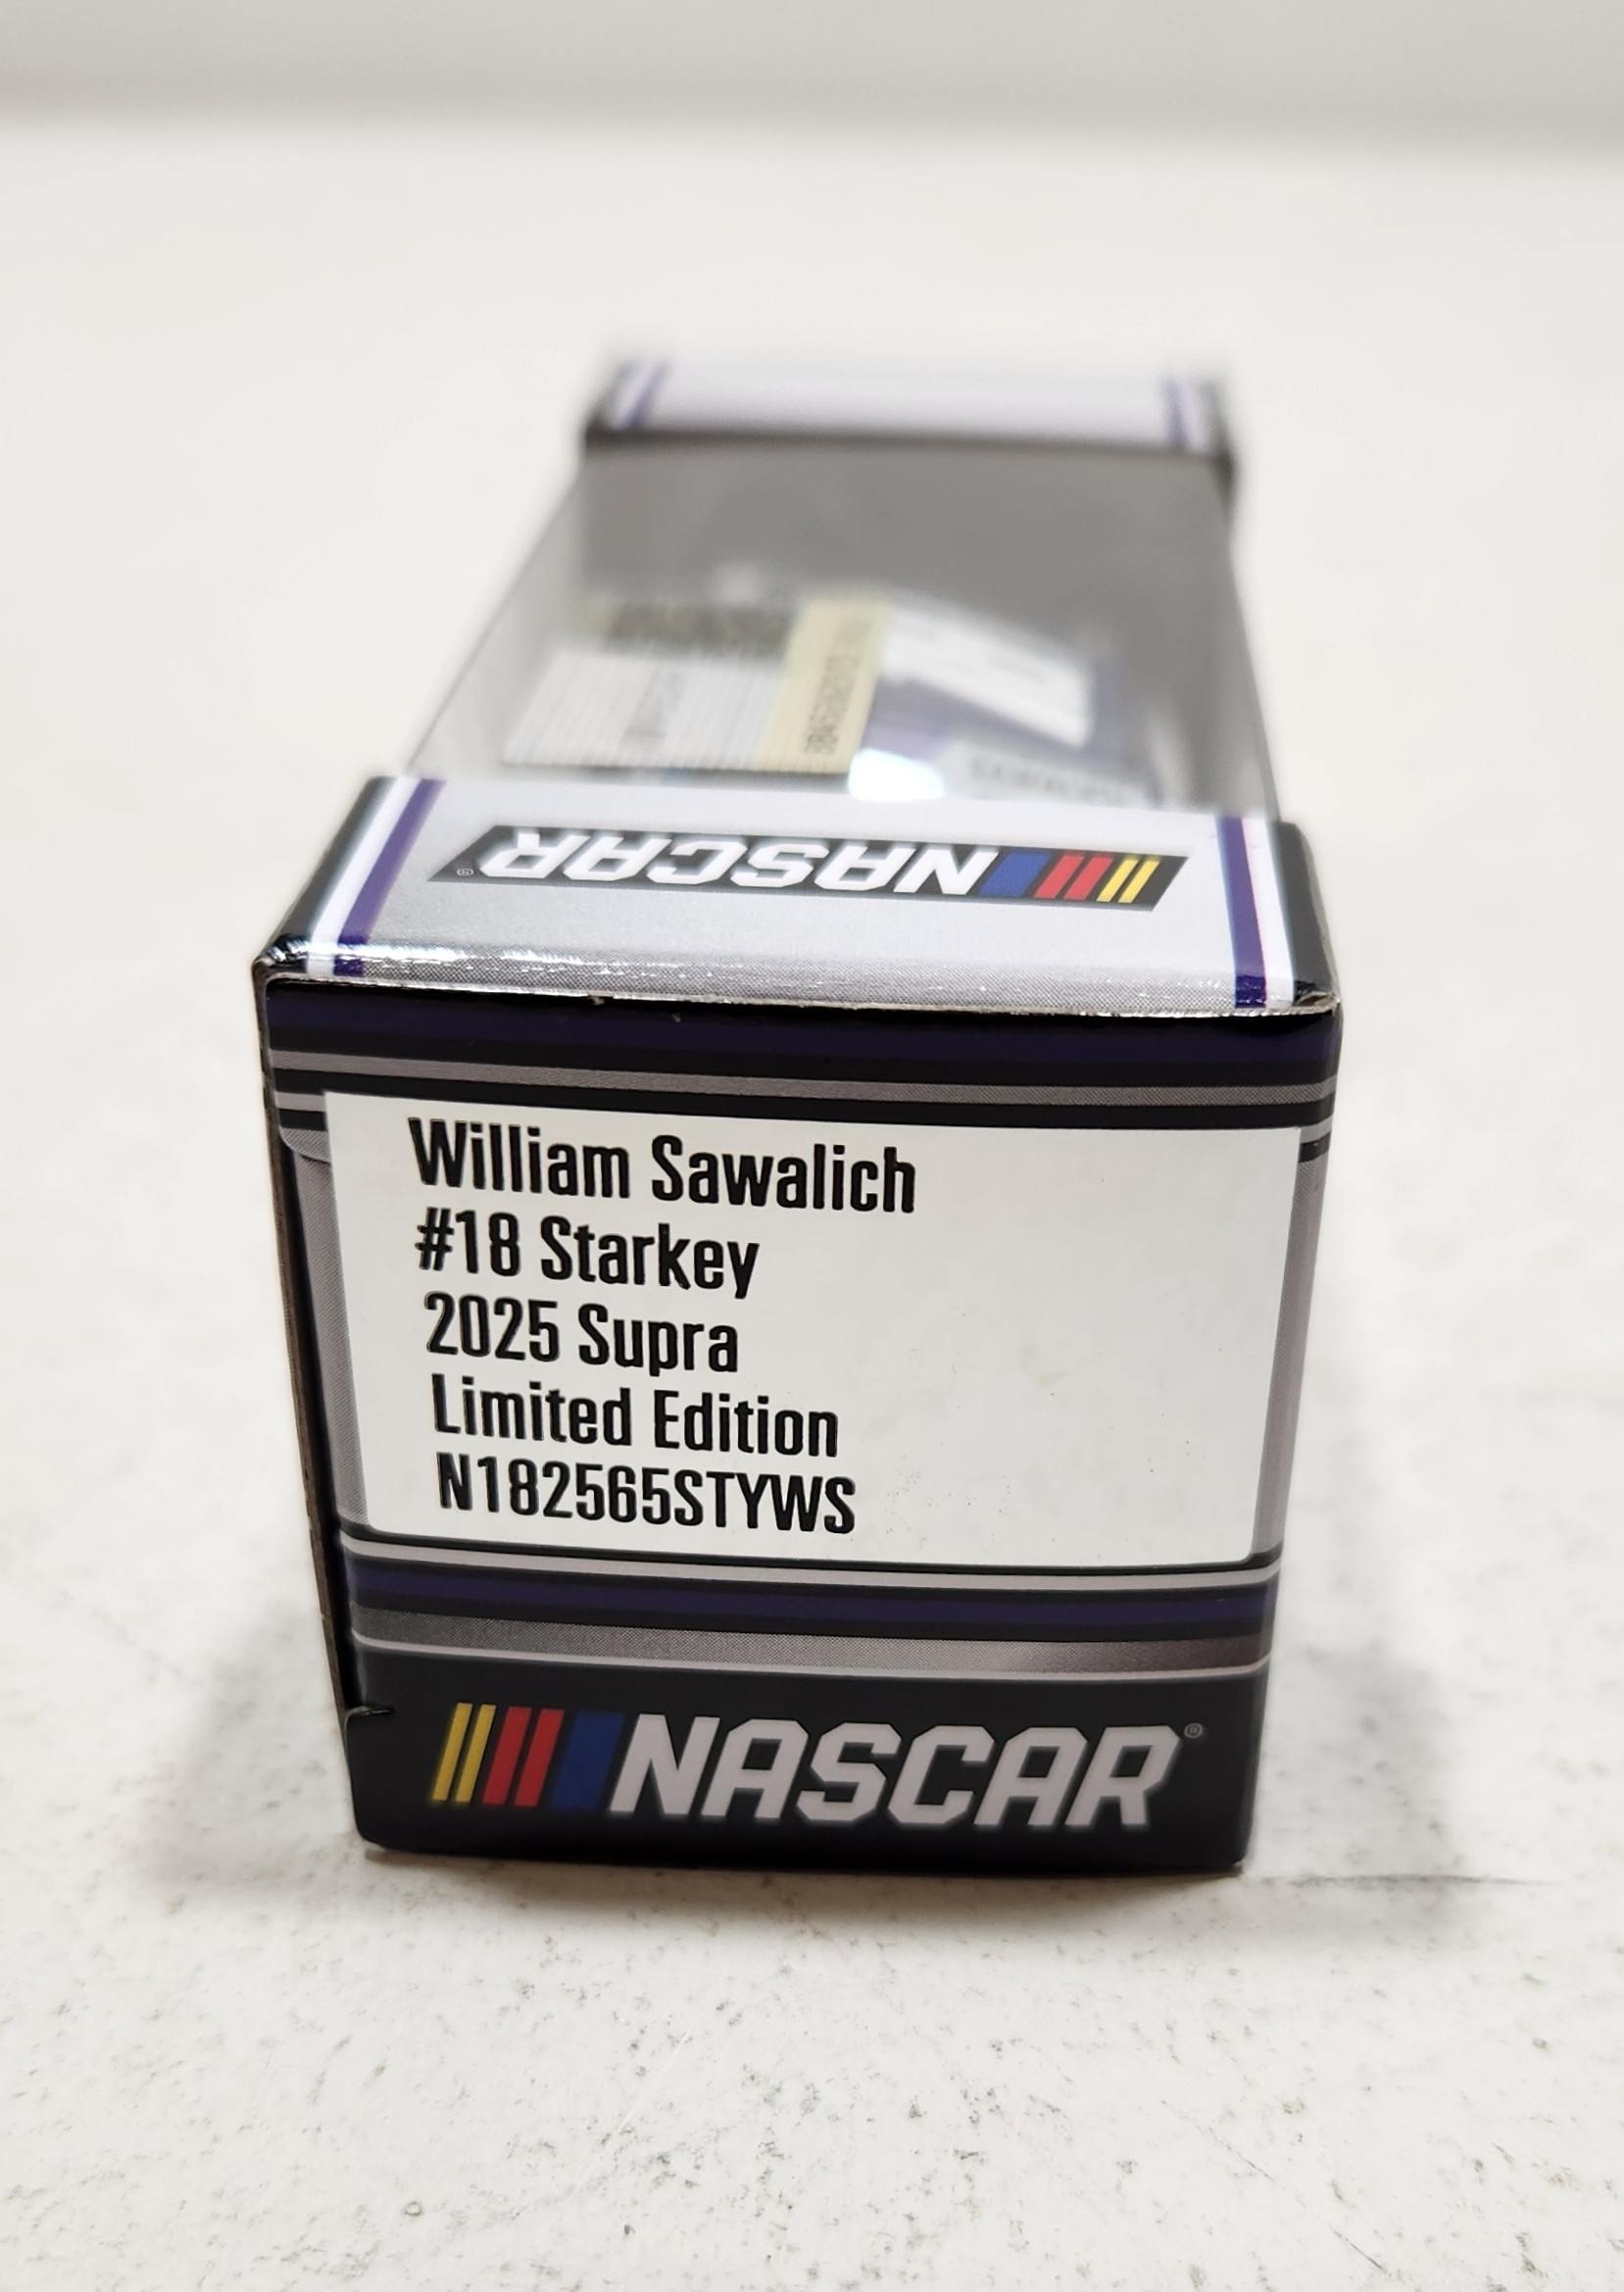 NASCAR®
William Sawalich
#18 Starkey
2025 Supra
Limited Edition
N182565STYWS
NASCAR®